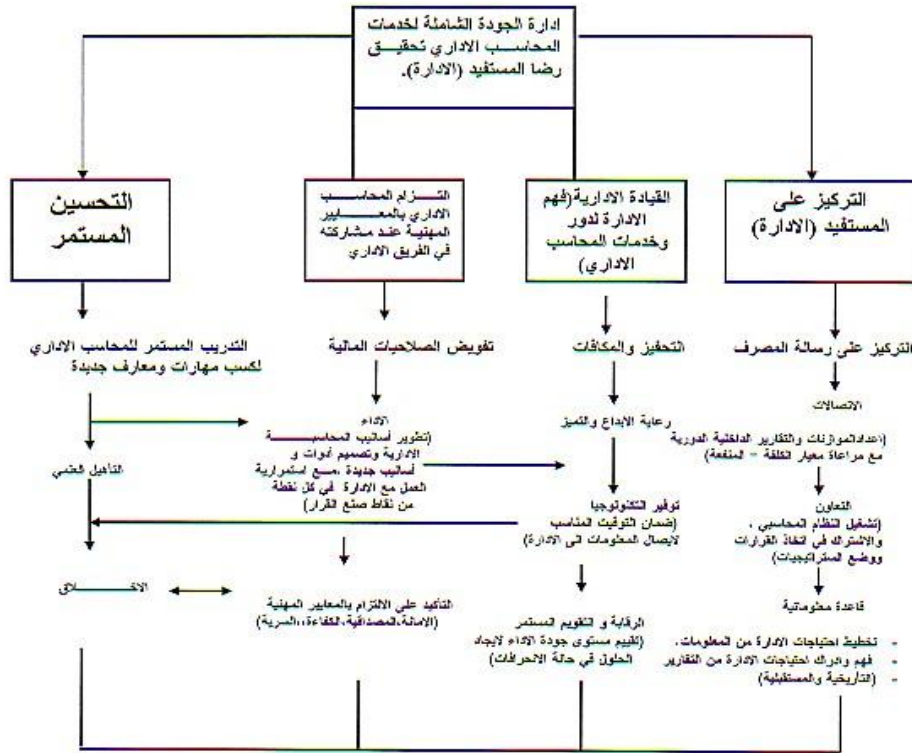 ادارة الجودة الشاملة لخدمات
المحاسب الاداري تحقيق
رضا المستفيد (الادارة).
التركيز على
المستفيد (الادارة)
القيادة الادارية(فهم
الادارة لدور
وخدمات المحاسب
الاداري)
التزام المحاسب
الاداري بالمعايير
المهنية عند مشاركته
في الفريق الاداري
التحسين
المستمر
التركيز على رسالة المصرف
الاتصالات
(اعدادالموازنات والتقارير الداخلية الدورية
مع مراعاة معيار الكلفة – المنفعة)
التعاون
(تشغيل النظام المحاسبي ،
والاشتراك في اتخاذ القرارات
ووضع الستراتيجيات)
قاعدة معلوماتية
- تخطيط احتياجات الادارة من المعلومات.
- فهم وادراك احتياجات الادارة من التقارير
- (التأريخية والمستقبلية)
التحفيز والمكافات
رعاية الابداع والتميز
توفير التكنولوجيا
(ضمان التوقيت المناسب
لايصال المعلومات الى الادارة)
الرقابة و التقويم المستمر
(تقييم مستوى جودة الاداء لايجاد
الحلول في حالة الانحرافات)
تفويض الصلاحيات المالية
الاداء
(تطوير أساليب المحاسبة
الادارية وتصميم ادوات و
أساليب جديدة ،مع استمرارية
العمل مع الادارة في كل نقطة
من نقاط صنع القرار)
التأكيد على الالتزام بالمعايير المهنية
(الامانة،المصداقية،الكفاءة،،السرية)
التدريب المستمر للمحاسب الاداري
لكسب مهارات ومعارف جديدة
التأهيل العلمي
الاخلاق